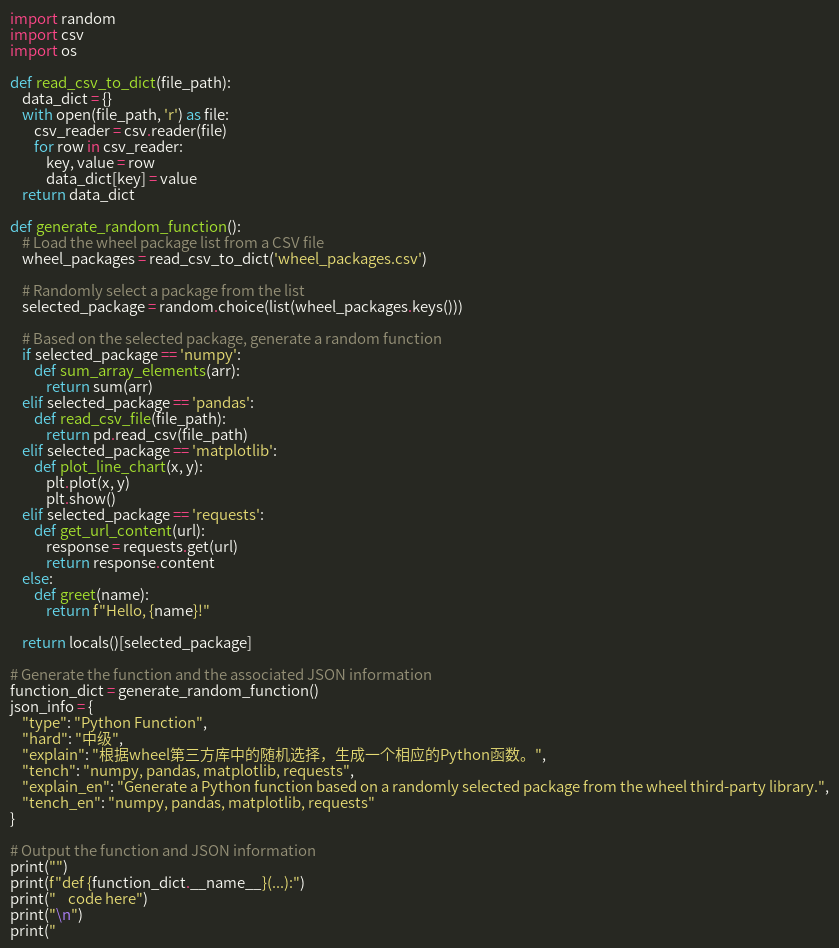 import random
import csv
import os

def read_csv_to_dict(file_path):
    data_dict = {}
    with open(file_path, 'r') as file:
        csv_reader = csv.reader(file)
        for row in csv_reader:
            key, value = row
            data_dict[key] = value
    return data_dict

def generate_random_function():
    # Load the wheel package list from a CSV file
    wheel_packages = read_csv_to_dict('wheel_packages.csv')

    # Randomly select a package from the list
    selected_package = random.choice(list(wheel_packages.keys()))

    # Based on the selected package, generate a random function
    if selected_package == 'numpy':
        def sum_array_elements(arr):
            return sum(arr)
    elif selected_package == 'pandas':
        def read_csv_file(file_path):
            return pd.read_csv(file_path)
    elif selected_package == 'matplotlib':
        def plot_line_chart(x, y):
            plt.plot(x, y)
            plt.show()
    elif selected_package == 'requests':
        def get_url_content(url):
            response = requests.get(url)
            return response.content
    else:
        def greet(name):
            return f"Hello, {name}!"

    return locals()[selected_package]

# Generate the function and the associated JSON information
function_dict = generate_random_function()
json_info = {
    "type": "Python Function",
    "hard": "中级",
    "explain": "根据wheel第三方库中的随机选择，生成一个相应的Python函数。",
    "tench": "numpy, pandas, matplotlib, requests",
    "explain_en": "Generate a Python function based on a randomly selected package from the wheel third-party library.",
    "tench_en": "numpy, pandas, matplotlib, requests"
}

# Output the function and JSON information
print("")
print(f"def {function_dict.__name__}(...):")
print("    code here")
print("\n")
print("